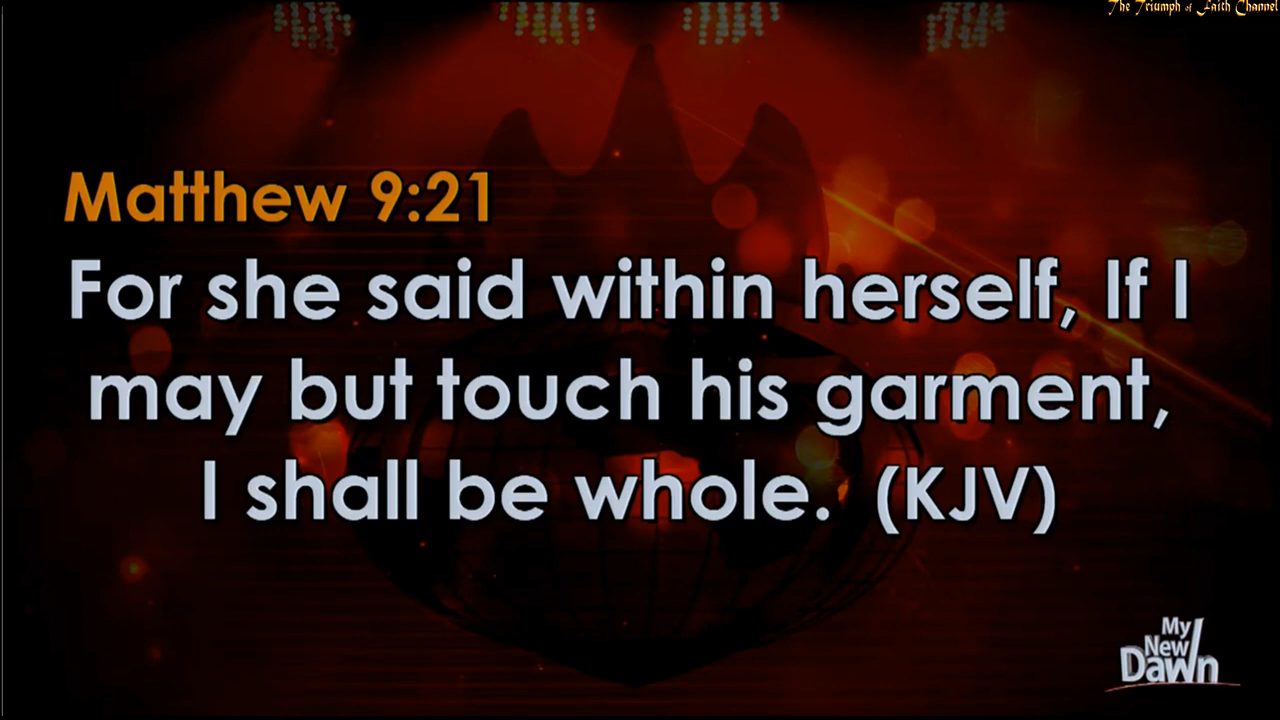 The Triumph of Faith Channel
Matthew 9:21
For she said within herself, If I
may but touch his garment,
I shall be whole. (KJV)
My
New
Dawn